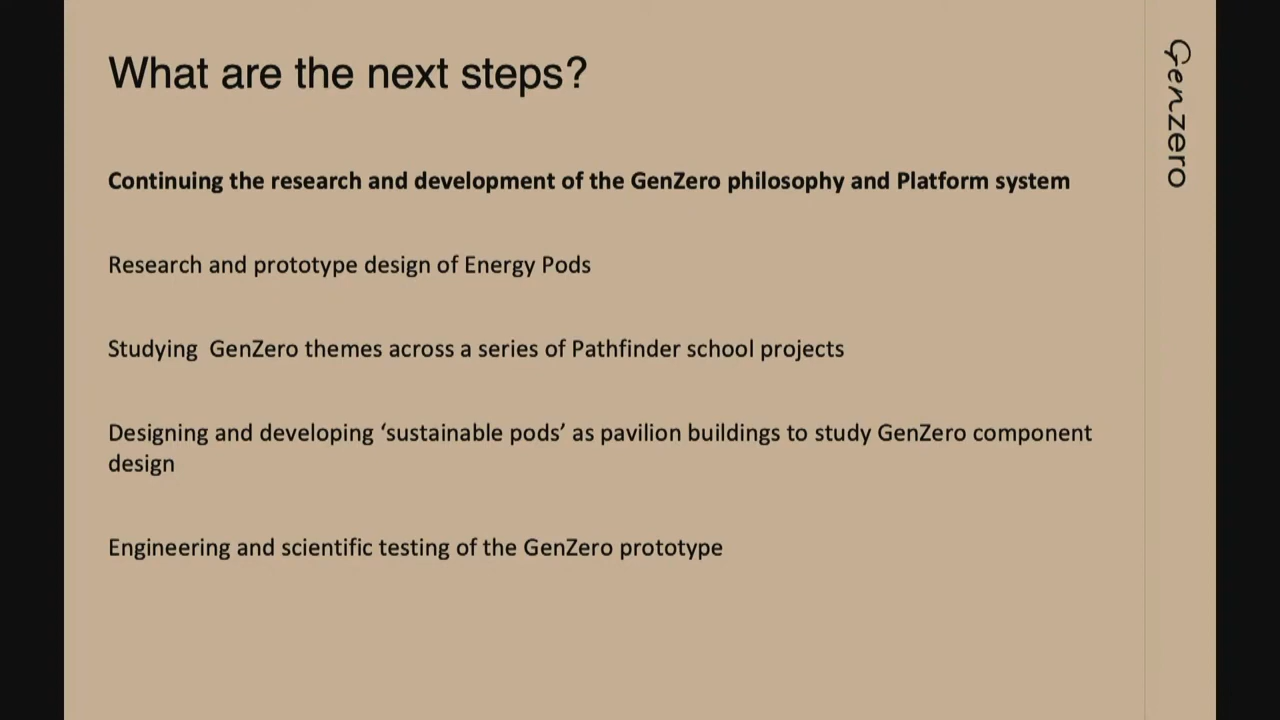 What are the next steps?
Genzero
Continuing the research and development of the GenZero philosophy and Platform system
Research and prototype design of Energy Pods
Studying  GenZero themes across a series of Pathfinder school projects
Designing and developing ‘sustainable pods’ as pavilion buildings to study GenZero component
design
Engineering and scientific testing of the GenZero prototype